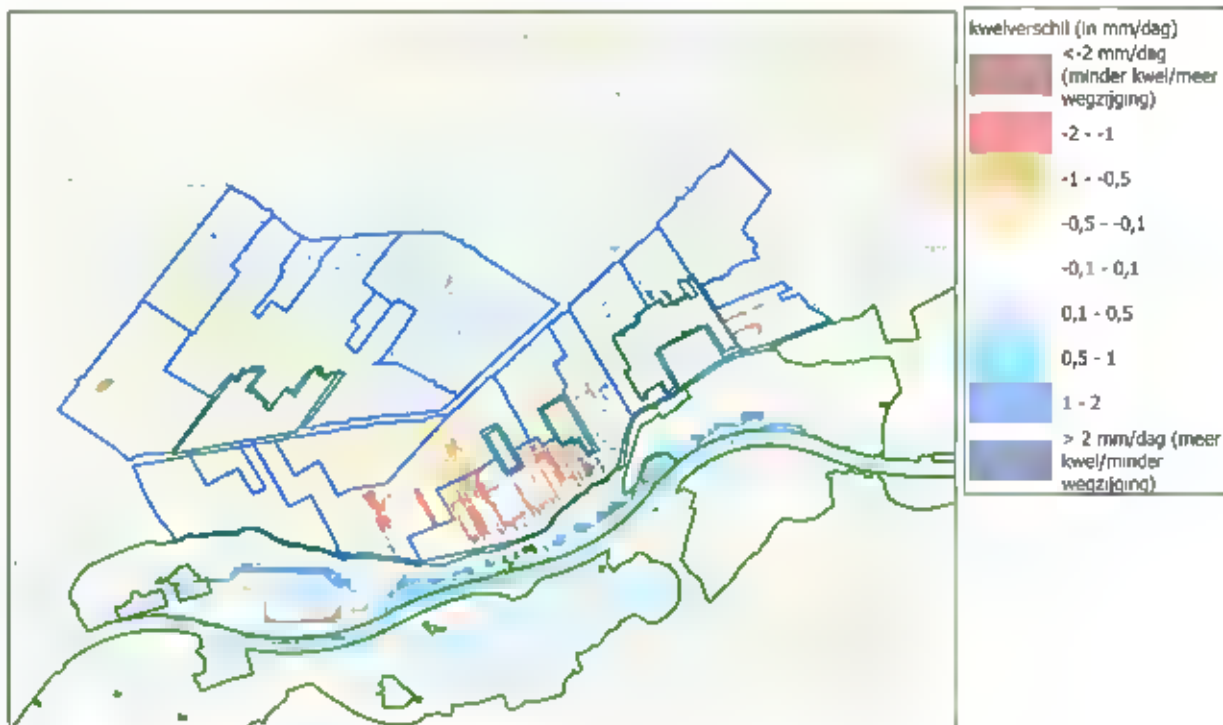 kwelverschil (in mm/dag)
<-2 mm/dag
(minder kwel/meer
wegzijging)
-2 - -1
-1 - -0,5
-0,5 - -0,1
-0,1 - 0,1
0,1 - 0,5
0,5 - 1
1 - 2
> 2 mm/dag (meer
kwel/minder
wegzijging)